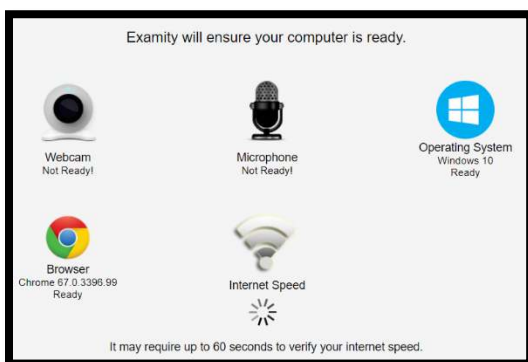 Examity will ensure your computer is ready.
Webcam
Not Ready!
Microphone
Not Ready!
Operating System
Windows 10
Ready
Browser
Chrome 67.0.3396.99
Ready
Internet Speed
It may require up to 60 seconds to verify your internet speed.